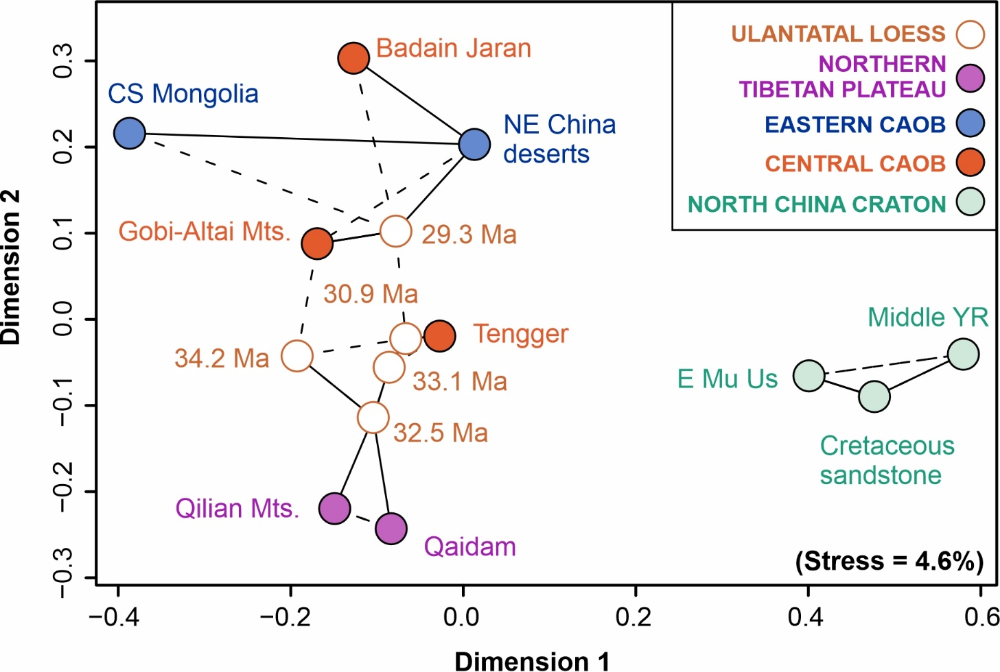 ULANTATAL LOESS
NORTHERN
TIBETAN PLATEAU
EASTERN CAOB
CENTRAL CAOB
NORTH CHINA CRATON
Badain Jaran
CS Mongolia
NE China
deserts
Gobi-Altai Mts.
29.3 Ma
30.9 Ma
Tengger
34.2 Ma
33.1 Ma
32.5 Ma
Middle YR
E Mu Us
Cretaceous
sandstone
Qilian Mts.
Qaidam
(Stress = 4.6%)
Dimension 2
0.3
0.2
0.1
0.0
−0.1
−0.2
−0.3
−0.4
−0.2
0.0
0.2
0.4
0.6
Dimension 1